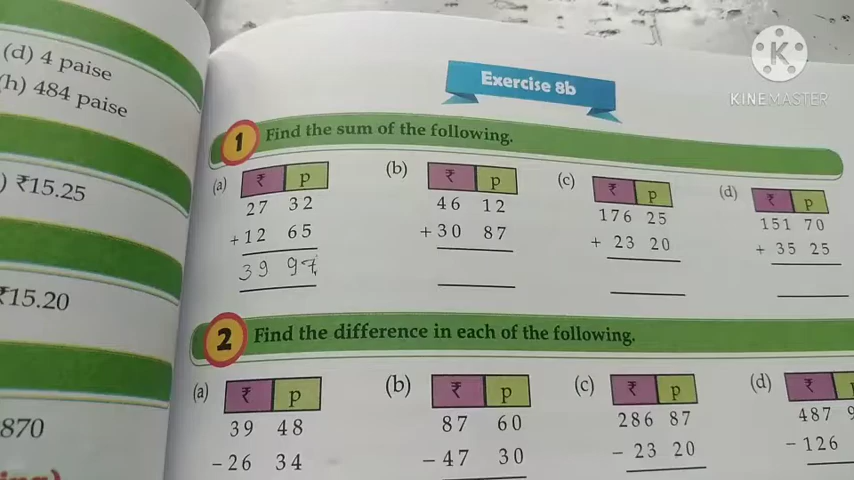 (d) 4 paise
(h) 484 paise
) ₹15.25
₹15.20
870
K
KINEMASTER
Exercise 8b
1 Find the sum of the following.
(a) ₹ p (b) ₹ p (c) ₹ p (d) ₹ p
27 32 46 12 176 25 151 70
+12 65 +30 87 + 23 20 + 35 25
39 97
2 Find the difference in each of the following.
(a) ₹ p (b) ₹ p (c) ₹ p (d) ₹
39 48 87 60 286 87 487 9
-26 34 -47 30 - 23 20 - 126